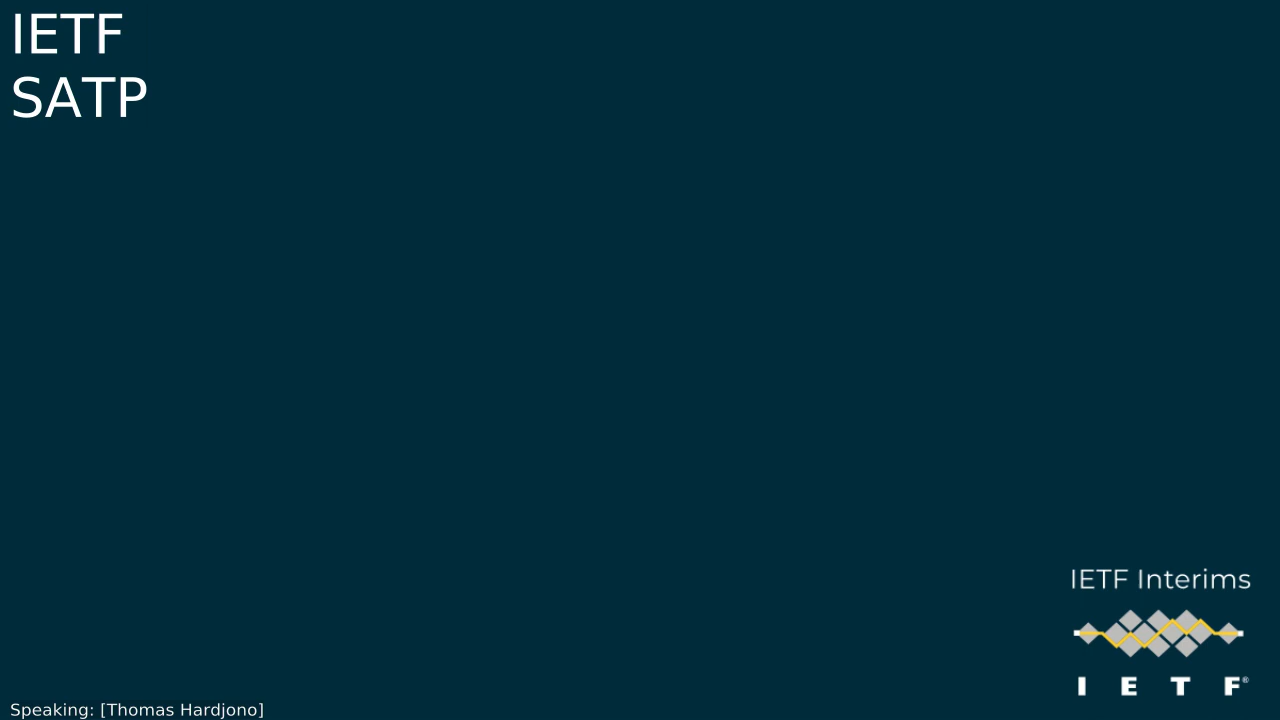 IETF
SATP
IETF Interims
I E T F®
Speaking: [Thomas Hardjono]